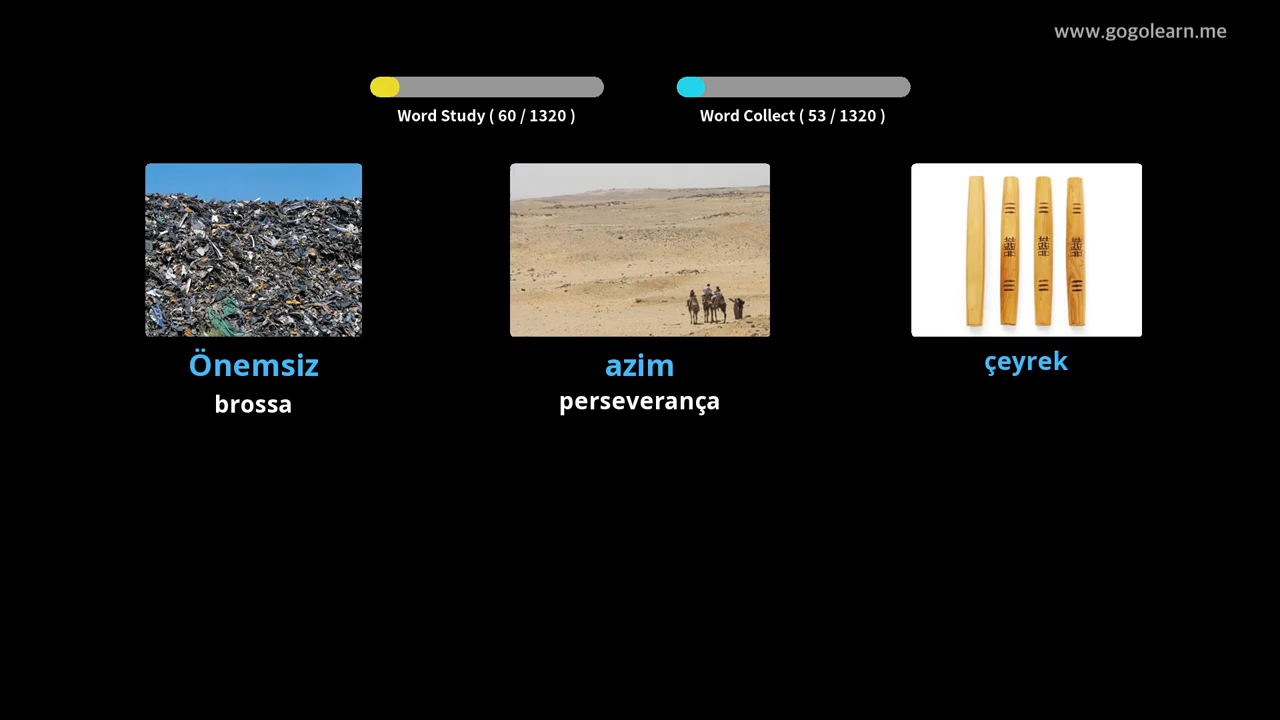 www.gogolearn.me
Word Study ( 60 / 1320 )
Word Collect ( 53 / 1320 )
Önemsiz
brossa
azim
perseverança
çeyrek